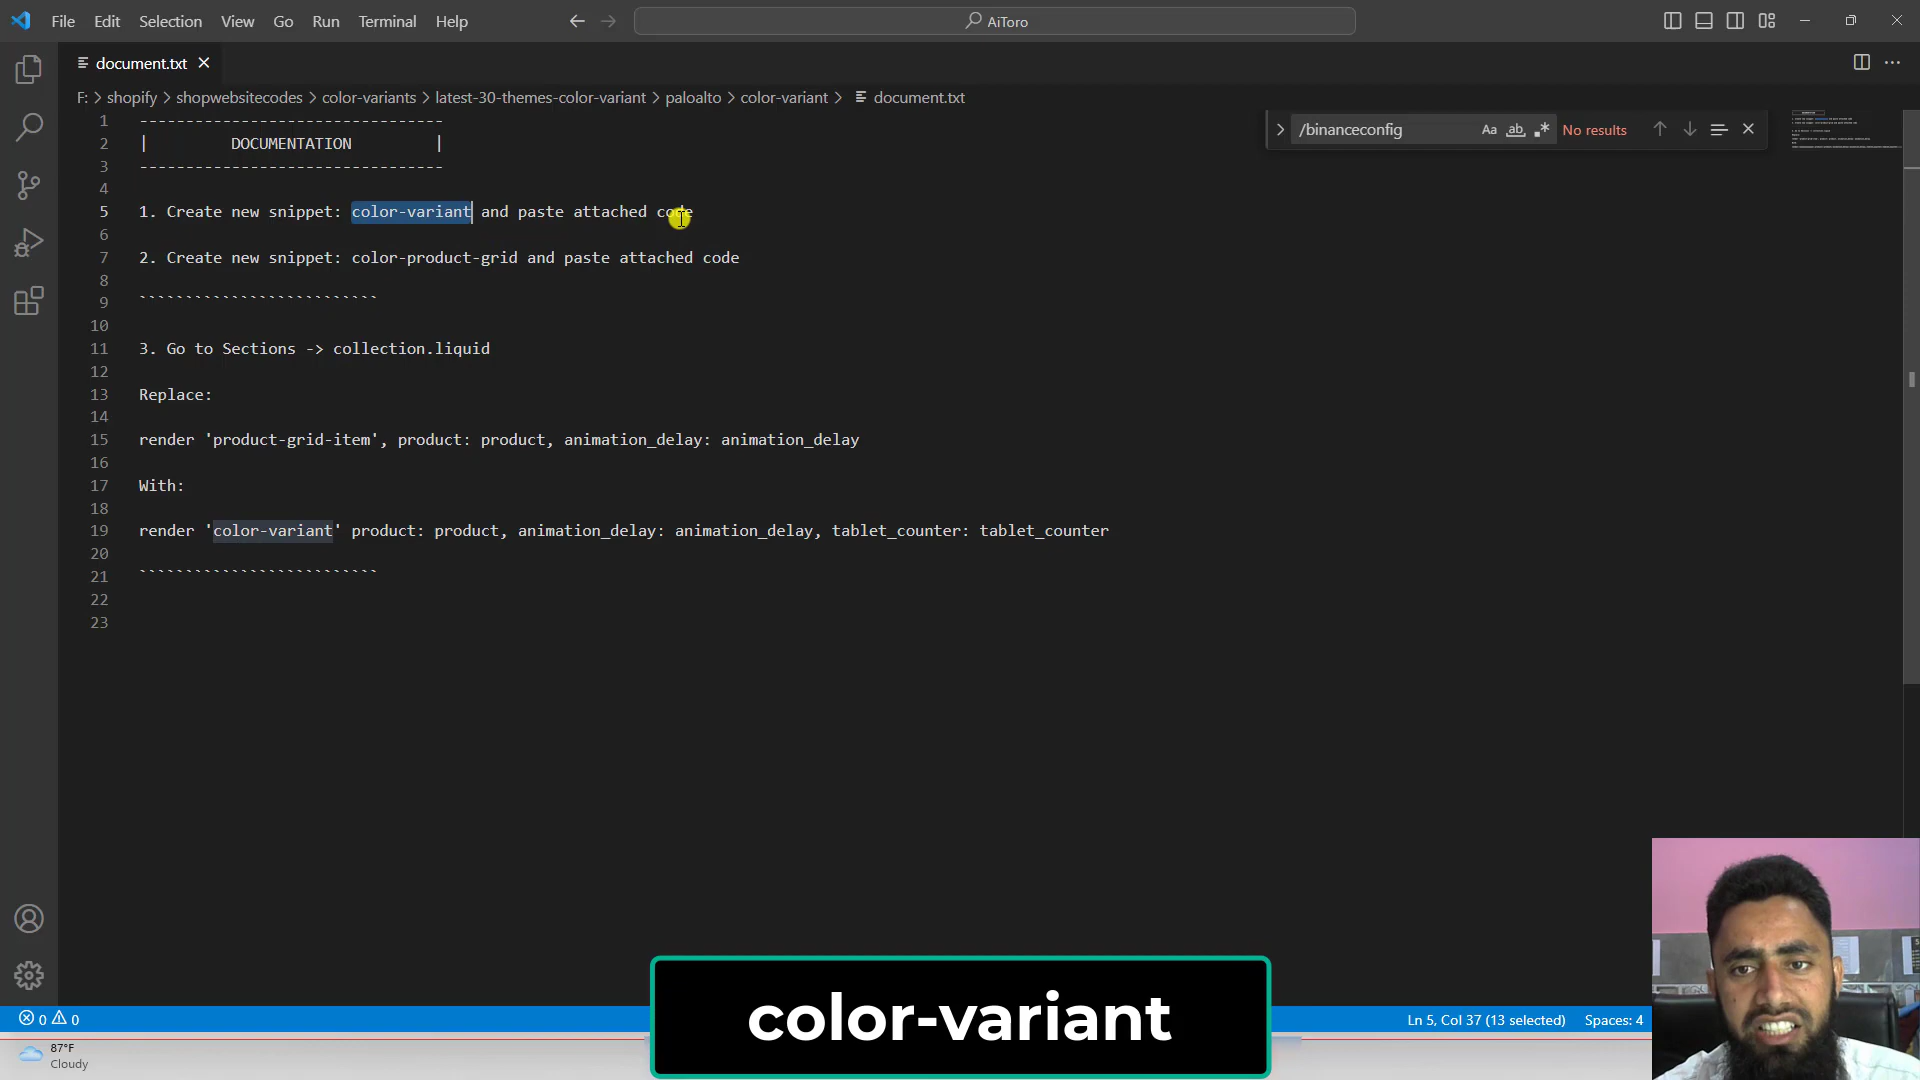 File Edit Selection View Go Run Terminal Help
AiToro
document.txt
F: > shopify > shopwebsitecodes > color-variants > latest-30-themes-color-variant > paloalto > color-variant > document.txt
/binanceconfig Aa ab No results
1 ---------------------------------
2 | DOCUMENTATION |
3 ---------------------------------
4
5 1. Create new snippet: color-variant and paste attached code
6
7 2. Create new snippet: color-product-grid and paste attached code
8
9 ``````````````````````````
10
11 3. Go to Sections -> collection.liquid
12
13 Replace:
14
15 render 'product-grid-item', product: product, animation_delay: animation_delay
16
17 With:
18
19 render 'color-variant' product: product, animation_delay: animation_delay, tablet_counter: tablet_counter
20
21 ``````````````````````````
22
23
0 0
Ln 5, Col 37 (13 selected) Spaces: 4
color-variant
87°F
Cloudy